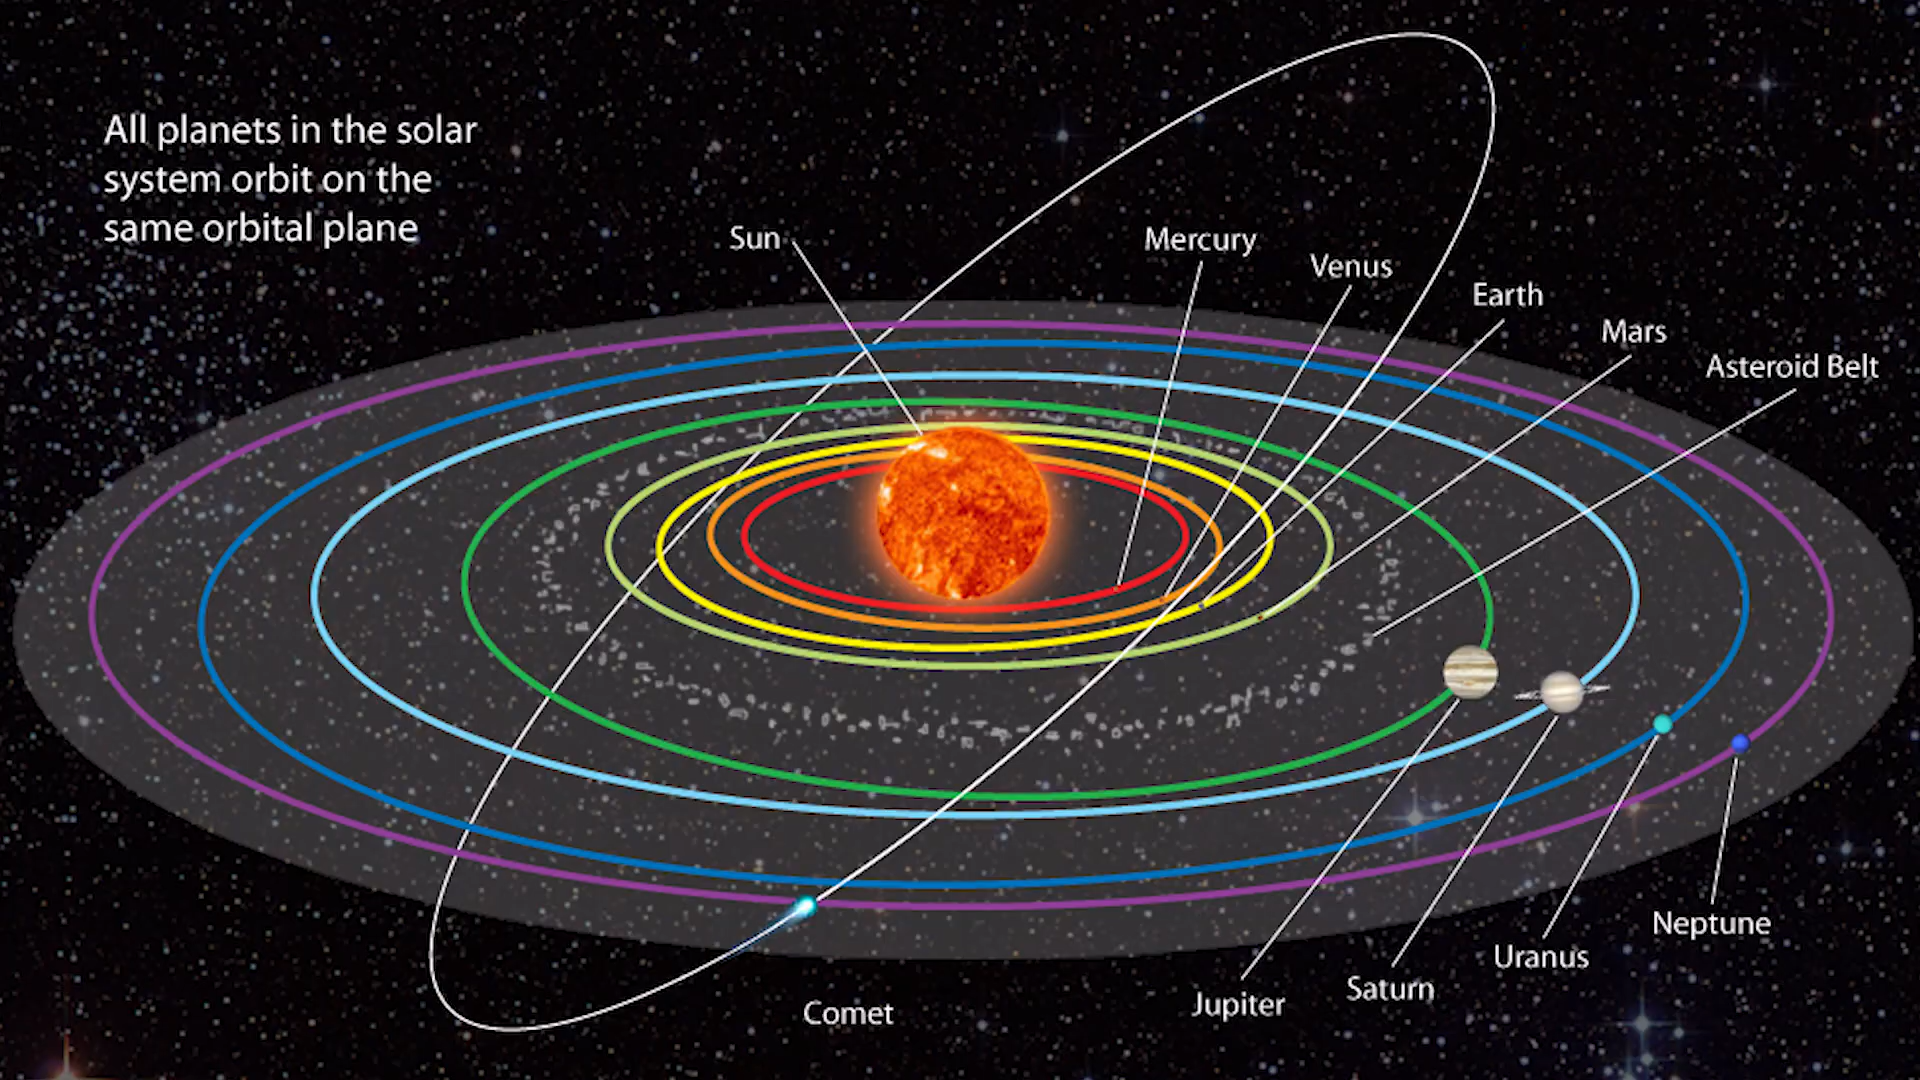 All planets in the solar
system orbit on the
same orbital plane
Sun
Mercury
Venus
Earth
Mars
Asteroid Belt
Neptune
Uranus
Saturn
Jupiter
Comet